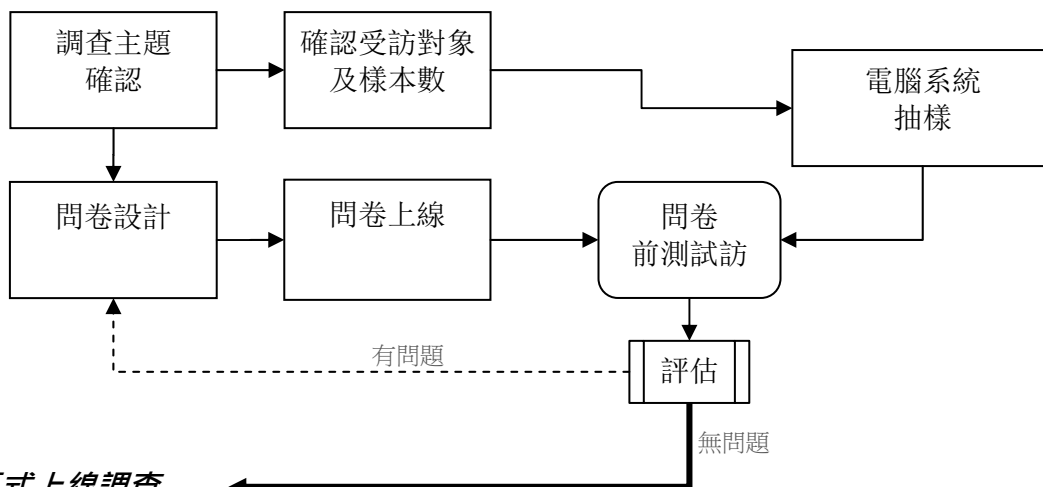 調查主題
確認
確認受訪對象
及樣本數
電腦系統
抽樣
問卷設計
問卷上線
問卷
前測試訪
有問題
評估
無問題
式上線調查